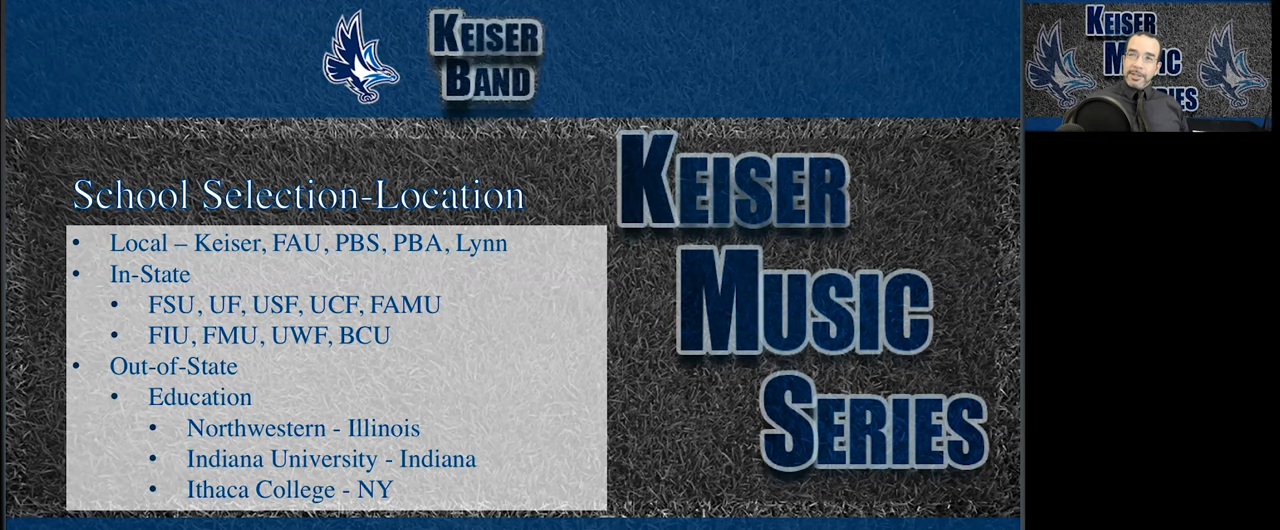 KEISER
BAND
School Selection-Location
• Local – Keiser, FAU, PBS, PBA, Lynn
• In-State
• FSU, UF, USF, UCF, FAMU
• FIU, FMU, UWF, BCU
• Out-of-State
• Education
• Northwestern - Illinois
• Indiana University - Indiana
• Ithaca College - NY
KEISER
MUSIC
SERIES
KEISER